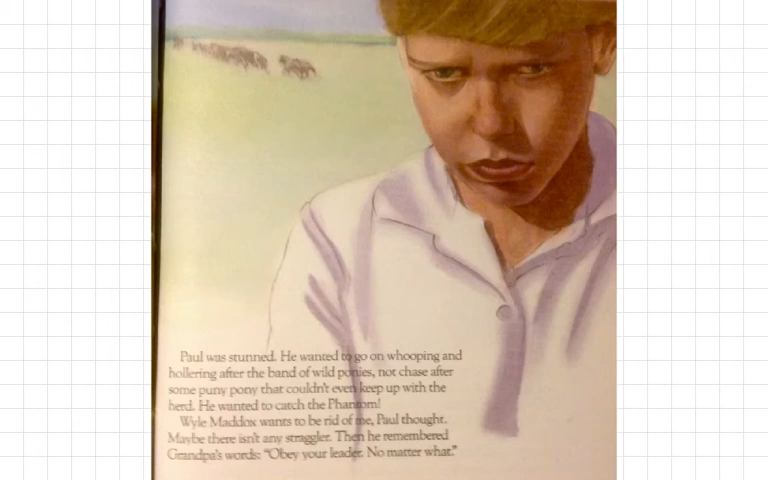 Paul was stunned. He wanted to go on whooping and
hollering after the band of wild ponies, not chase after
some puny pony that couldn't even keep up with the
herd. He wanted to catch the Phantom!
Wyle Maddox wants to be rid of me, Paul thought.
Maybe there isn't any straggler. Then he remembered
Grandpa's words: “Obey your leader. No matter what.”